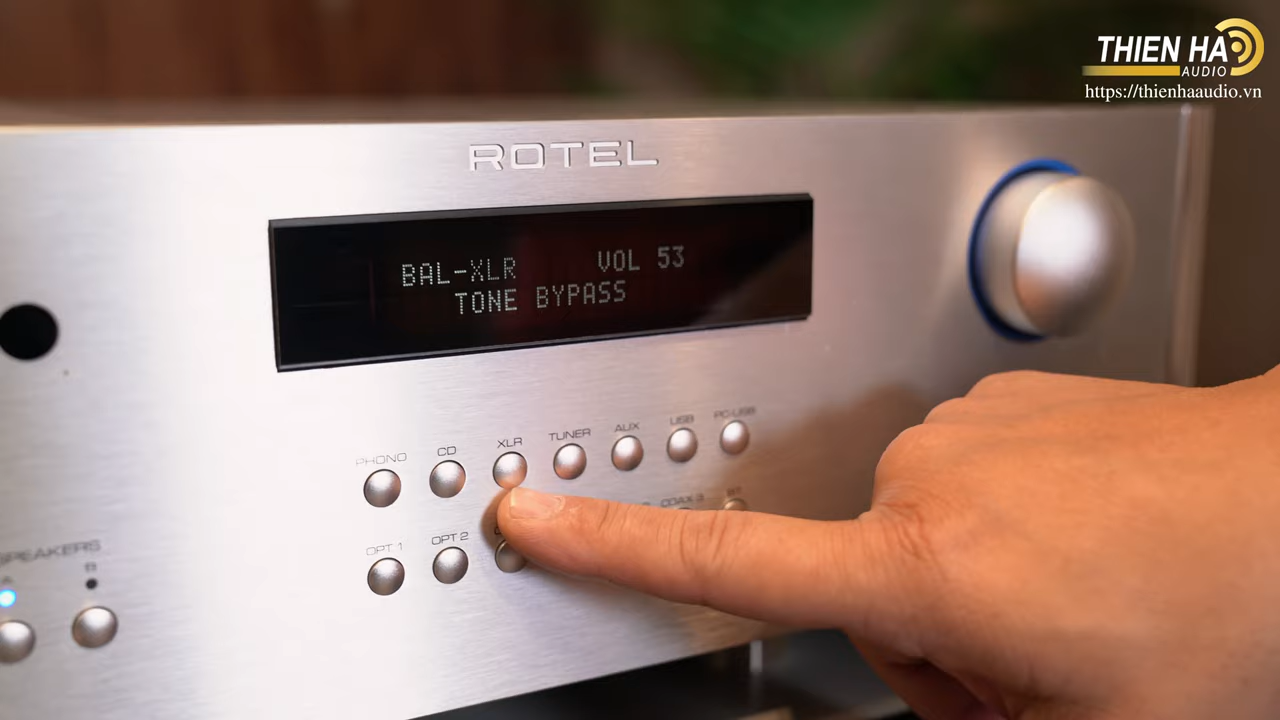 THIEN HA
AUDIO
https://thienhaaudio.vn
ROTEL
BAL-XLR VOL 53
TONE BYPASS
PHONO CD XLR TUNER AUX USB PC-USB
OPT 1 OPT 2 COAX 3 BT
SPEAKERS
A B